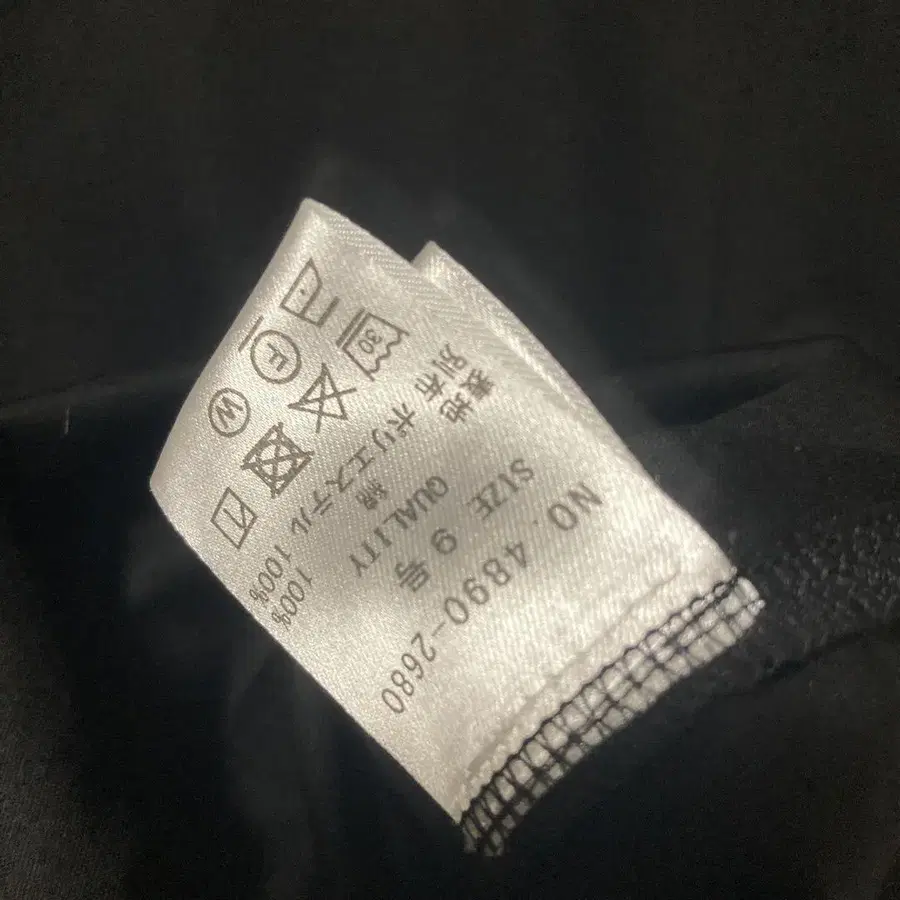 NO. 4890-2680
SIZE 9 号
QUALITY
表地 綿 100%
別布 ポリエステル 100%
30
F
W